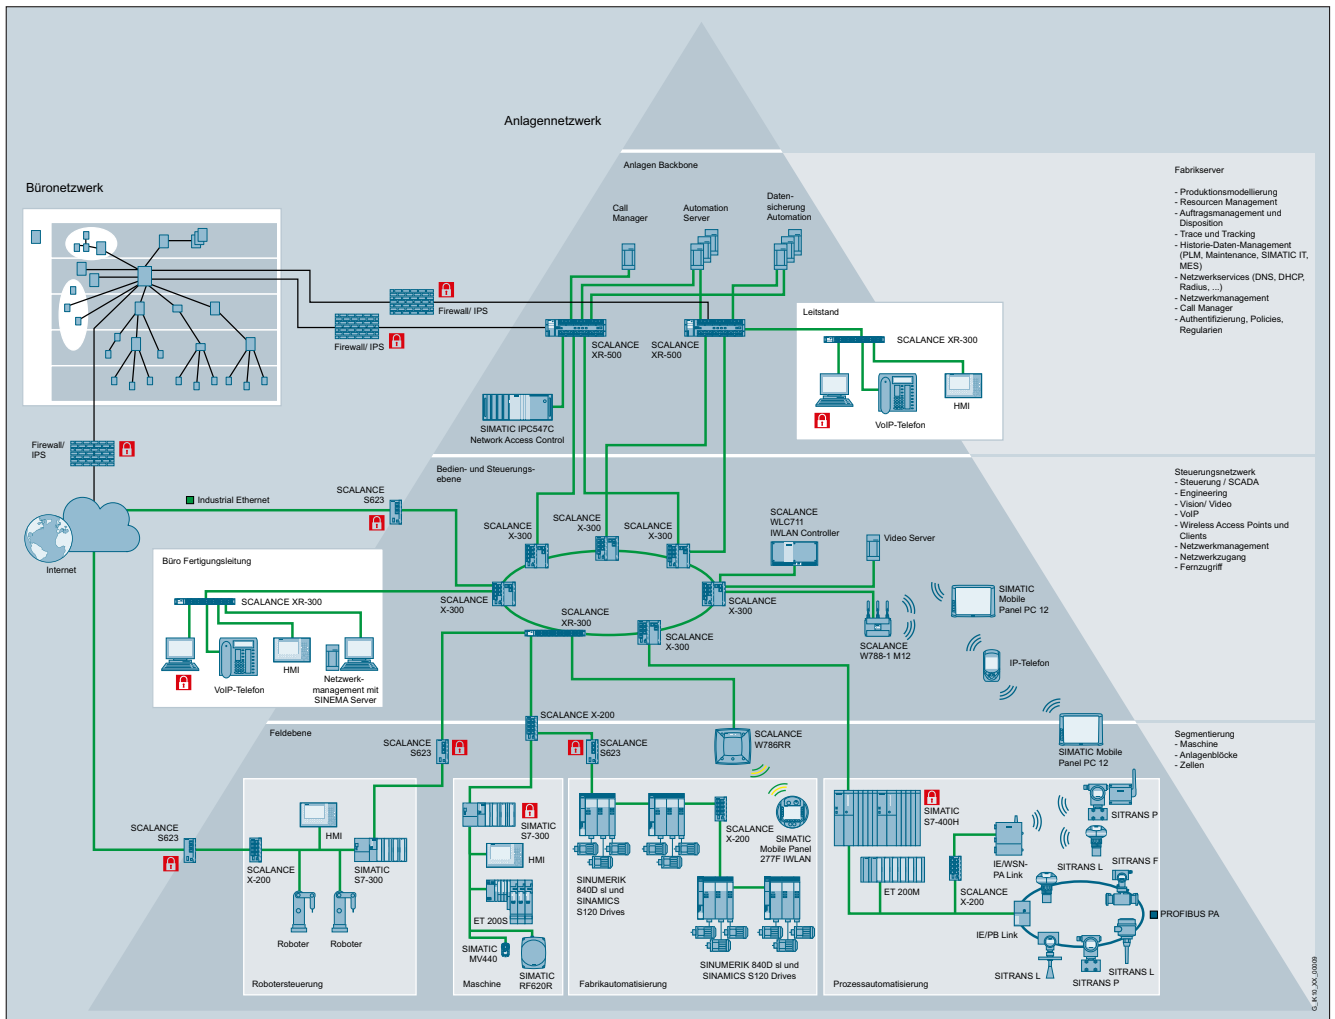 Anlagennetzwerk
Anlagen Backbone
Büronetzwerk
Call
Manager
Automation
Server
Daten-
sicherung
Automation
Fabrikserver
- Produktionsmodellierung
- Resourcen Management
- Auftragsmanagement und
Disposition
- Trace und Tracking
- Historie-Daten-Management
(PLM, Maintenance, SIMATIC IT,
MES)
- Netzwerkservices (DNS, DHCP,
Radius, ...)
- Netzwerkmanagement
- Call Manager
- Authentifizierung, Policies,
Regularien
Firewall/ IPS
Firewall/ IPS
SCALANCE
XR-500
SCALANCE
XR-500
Leitstand
SCALANCE XR-300
VoIP-Telefon
HMI
SIMATIC IPC547C
Network Access Control
Firewall/
IPS
Internet
Industrial Ethernet
Bedien- und Steuerungs-
ebene
SCALANCE
S623
SCALANCE
X-300
SCALANCE
X-300
SCALANCE
X-300
SCALANCE
WLC711
IWLAN Controller
Video Server
Steuerungsnetzwerk
- Steuerung / SCADA
- Engineering
- Vision/ Video
- VoIP
- Wireless Access Points und
Clients
- Netzwerkmanagement
- Netzwerkzugang
- Fernzugriff
Büro Fertigungsleitung
SCALANCE XR-300
VoIP-Telefon
HMI
Netzwerk-
management mit
SINEMA Server
SCALANCE
X-300
SCALANCE
XR-300
SCALANCE
X-300
SCALANCE
X-300
SCALANCE
W788-1 M12
SIMATIC
Mobile
Panel PC 12
IP-Telefon
SIMATIC Mobile
Panel PC 12
Feldebene
SCALANCE
S623
SCALANCE X-200
SCALANCE
S623
SCALANCE
W786RR
Segmentierung
- Maschine
- Anlagenblöcke
- Zellen
SCALANCE
S623
SCALANCE
X-200
HMI
SIMATIC
S7-300
Roboter
Roboter
Robotersteuerung
SIMATIC
S7-300
HMI
ET 200S
SIMATIC
MV440
SIMATIC
RF620R
Maschine
SINUMERIK
840D sl und
SINAMICS
S120 Drives
SCALANCE
X-200
SIMATIC
Mobile Panel
277F IWLAN
SINUMERIK 840D sl und
SINAMICS S120 Drives
Fabrikautomatisierung
SIMATIC
S7-400H
ET 200M
SCALANCE
X-200
IE/WSN-
PA Link
IE/PB Link
SITRANS P
SITRANS L
SITRANS F
PROFIBUS PA
SITRANS L
SITRANS P
SITRANS L
Prozessautomatisierung
G_IK10_XX_00009